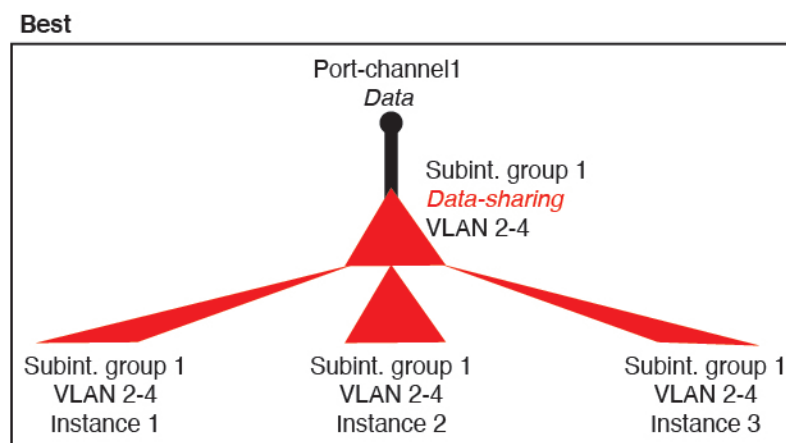 Best
Port-channel1
Data
Subint. group 1
Data-sharing
VLAN 2-4
Subint. group 1
VLAN 2-4
Instance 1
Subint. group 1
VLAN 2-4
Instance 2
Subint. group 1
VLAN 2-4
Instance 3